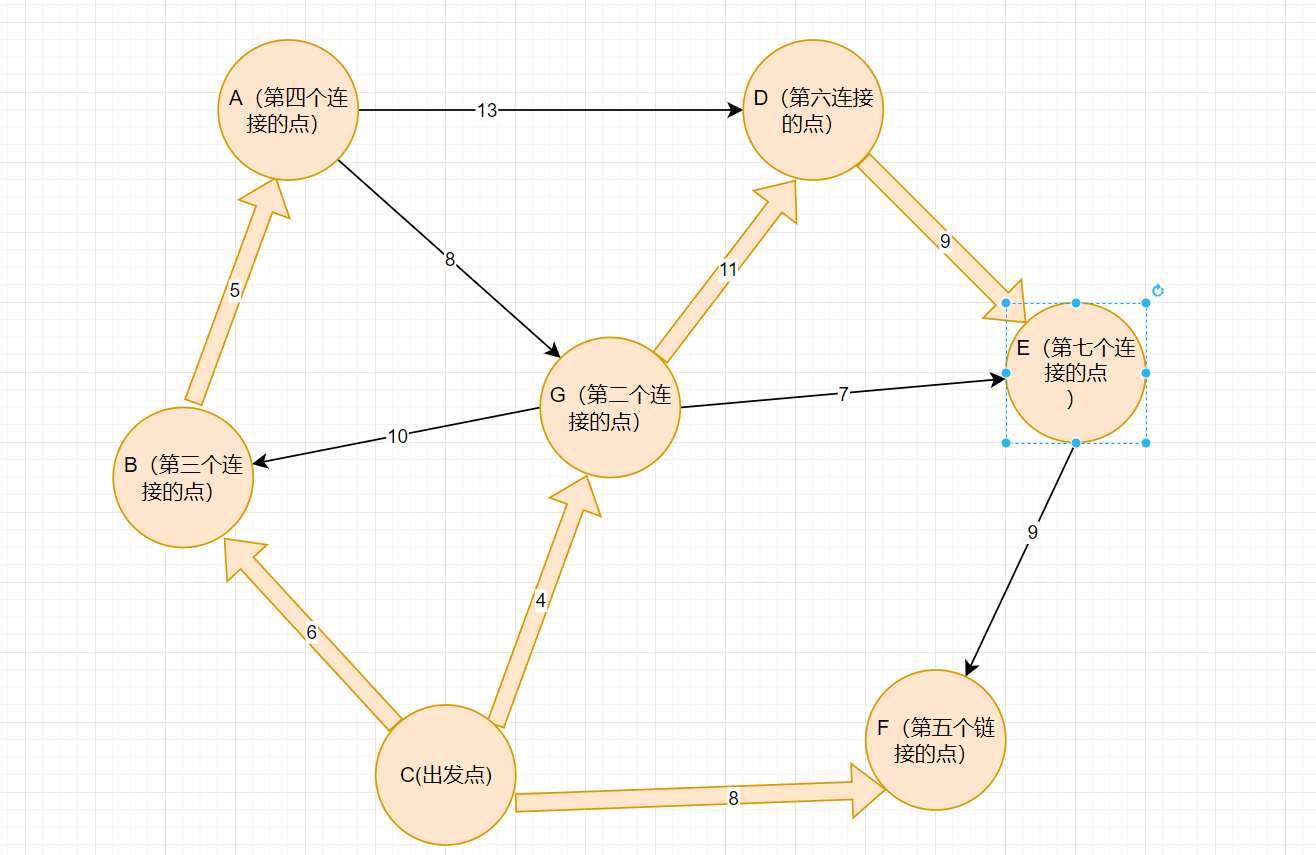 A（第四个连
接的点）
13
D（第六连接
的点）
8
9
5
11
E（第七个连
接的点
）
G（第二个连
接的点）
7
10
B（第三个连
接的点）
9
4
6
F（第五个链
接的点）
C(出发点)
8